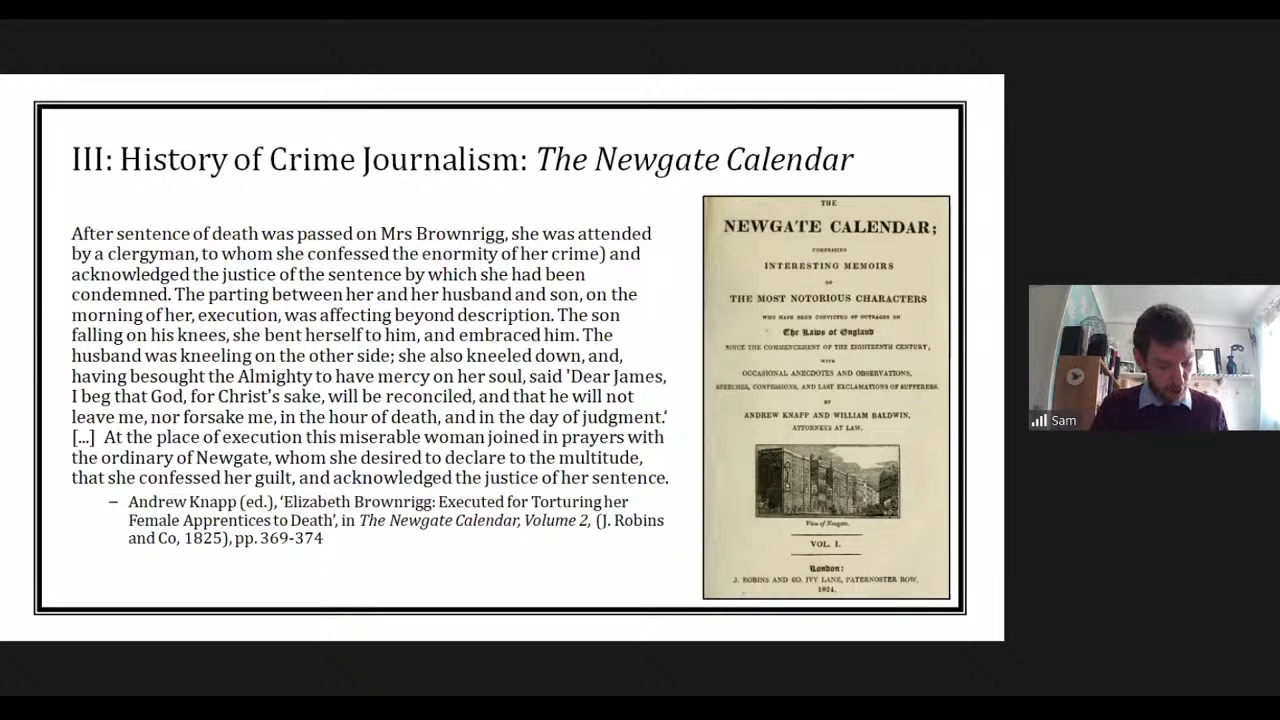 III: History of Crime Journalism: The Newgate Calendar
After sentence of death was passed on Mrs Brownrigg, she was attended
by a clergyman, to whom she confessed the enormity of her crime) and
acknowledged the justice of the sentence by which she had been
condemned. The parting between her and her husband and son, on the
morning of her, execution, was affecting beyond description. The son
falling on his knees, she bent herself to him, and embraced him. The
husband was kneeling on the other side; she also kneeled down, and,
having besought the Almighty to have mercy on her soul, said 'Dear James,
I beg that God, for Christ's sake, will be reconciled, and that he will not
leave me, nor forsake me, in the hour of death, and in the day of judgment.‘
[...] At the place of execution this miserable woman joined in prayers with
the ordinary of Newgate, whom she desired to declare to the multitude,
that she confessed her guilt, and acknowledged the justice of her sentence.
– Andrew Knapp (ed.), ‘Elizabeth Brownrigg: Executed for Torturing her
Female Apprentices to Death’, in The Newgate Calendar, Volume 2, (J. Robins
and Co, 1825), pp. 369-374
THE
NEWGATE CALENDAR;
COMPRISING
INTERESTING MEMOIRS
OF
THE MOST NOTORIOUS CHARACTERS
WHO HAVE BEEN CONVICTED OF OUTRAGES ON
The Laws of England
SINCE THE COMMENCEMENT OF THE EIGHTEENTH CENTURY;
WITH
OCCASIONAL ANECDOTES AND OBSERVATIONS,
SPEECHES, CONFESSIONS, AND LAST EXCLAMATIONS OF SUFFERERS.
BY
ANDREW KNAPP AND WILLIAM BALDWIN,
ATTORNEYS AT LAW.
View of Newgate.
VOL. I.
London:
J. ROBINS AND CO. IVY LANE, PATERNOSTER ROW,
1824.
Sam